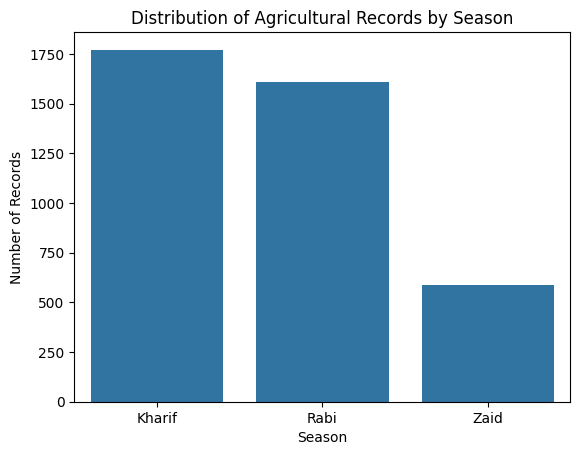 Distribution of Agricultural Records by Season
Number of Records
1750
1500
1250
1000
750
500
250
0
Kharif Rabi Zaid
Season